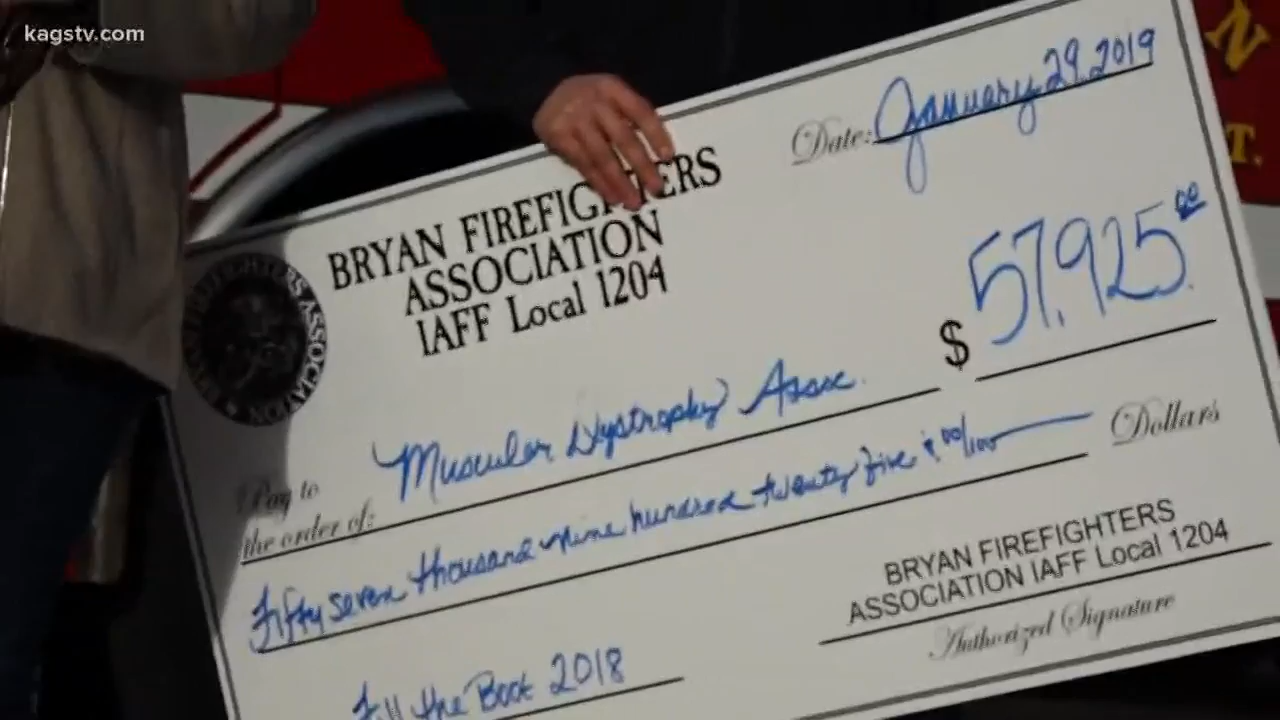 kagstv.com
N
T.
BRYAN FIREFIGHTERS
ASSOCIATION
IAFF Local 1204
Date: January 29, 2019
$ 57,925.00
FIREFIGHTERS ASSOCIATION
Pay to
the order of: Muscular Dystrophy Assoc.
Fifty seven thousand nine hundred twenty five & 00/100 Dollars
BRYAN FIREFIGHTERS
ASSOCIATION IAFF Local 1204
Authorized Signature
Fill the Boot 2018